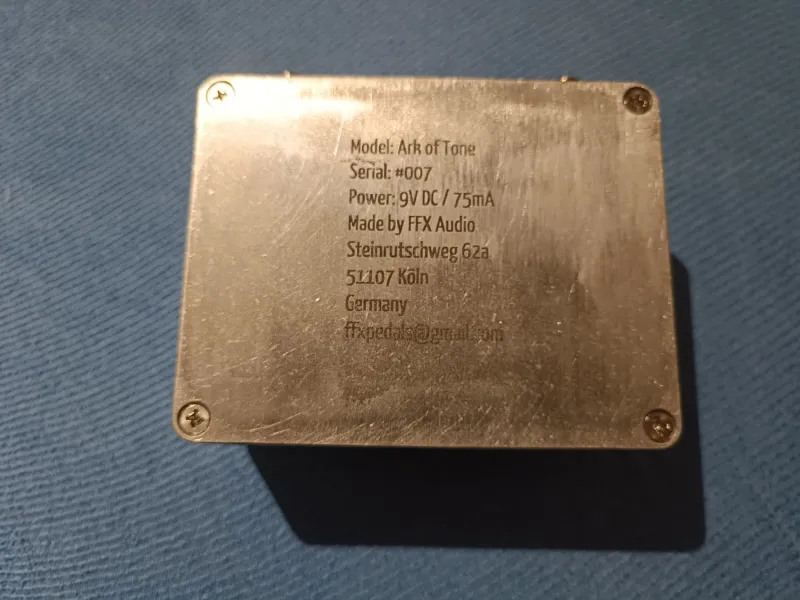 Model: Ark of Tone
Serial: #007
Power: 9V DC / 75mA
Made by FFX Audio
Steinrutschweg 62a
51107 Köln
Germany
ffxpedals@gmail.com